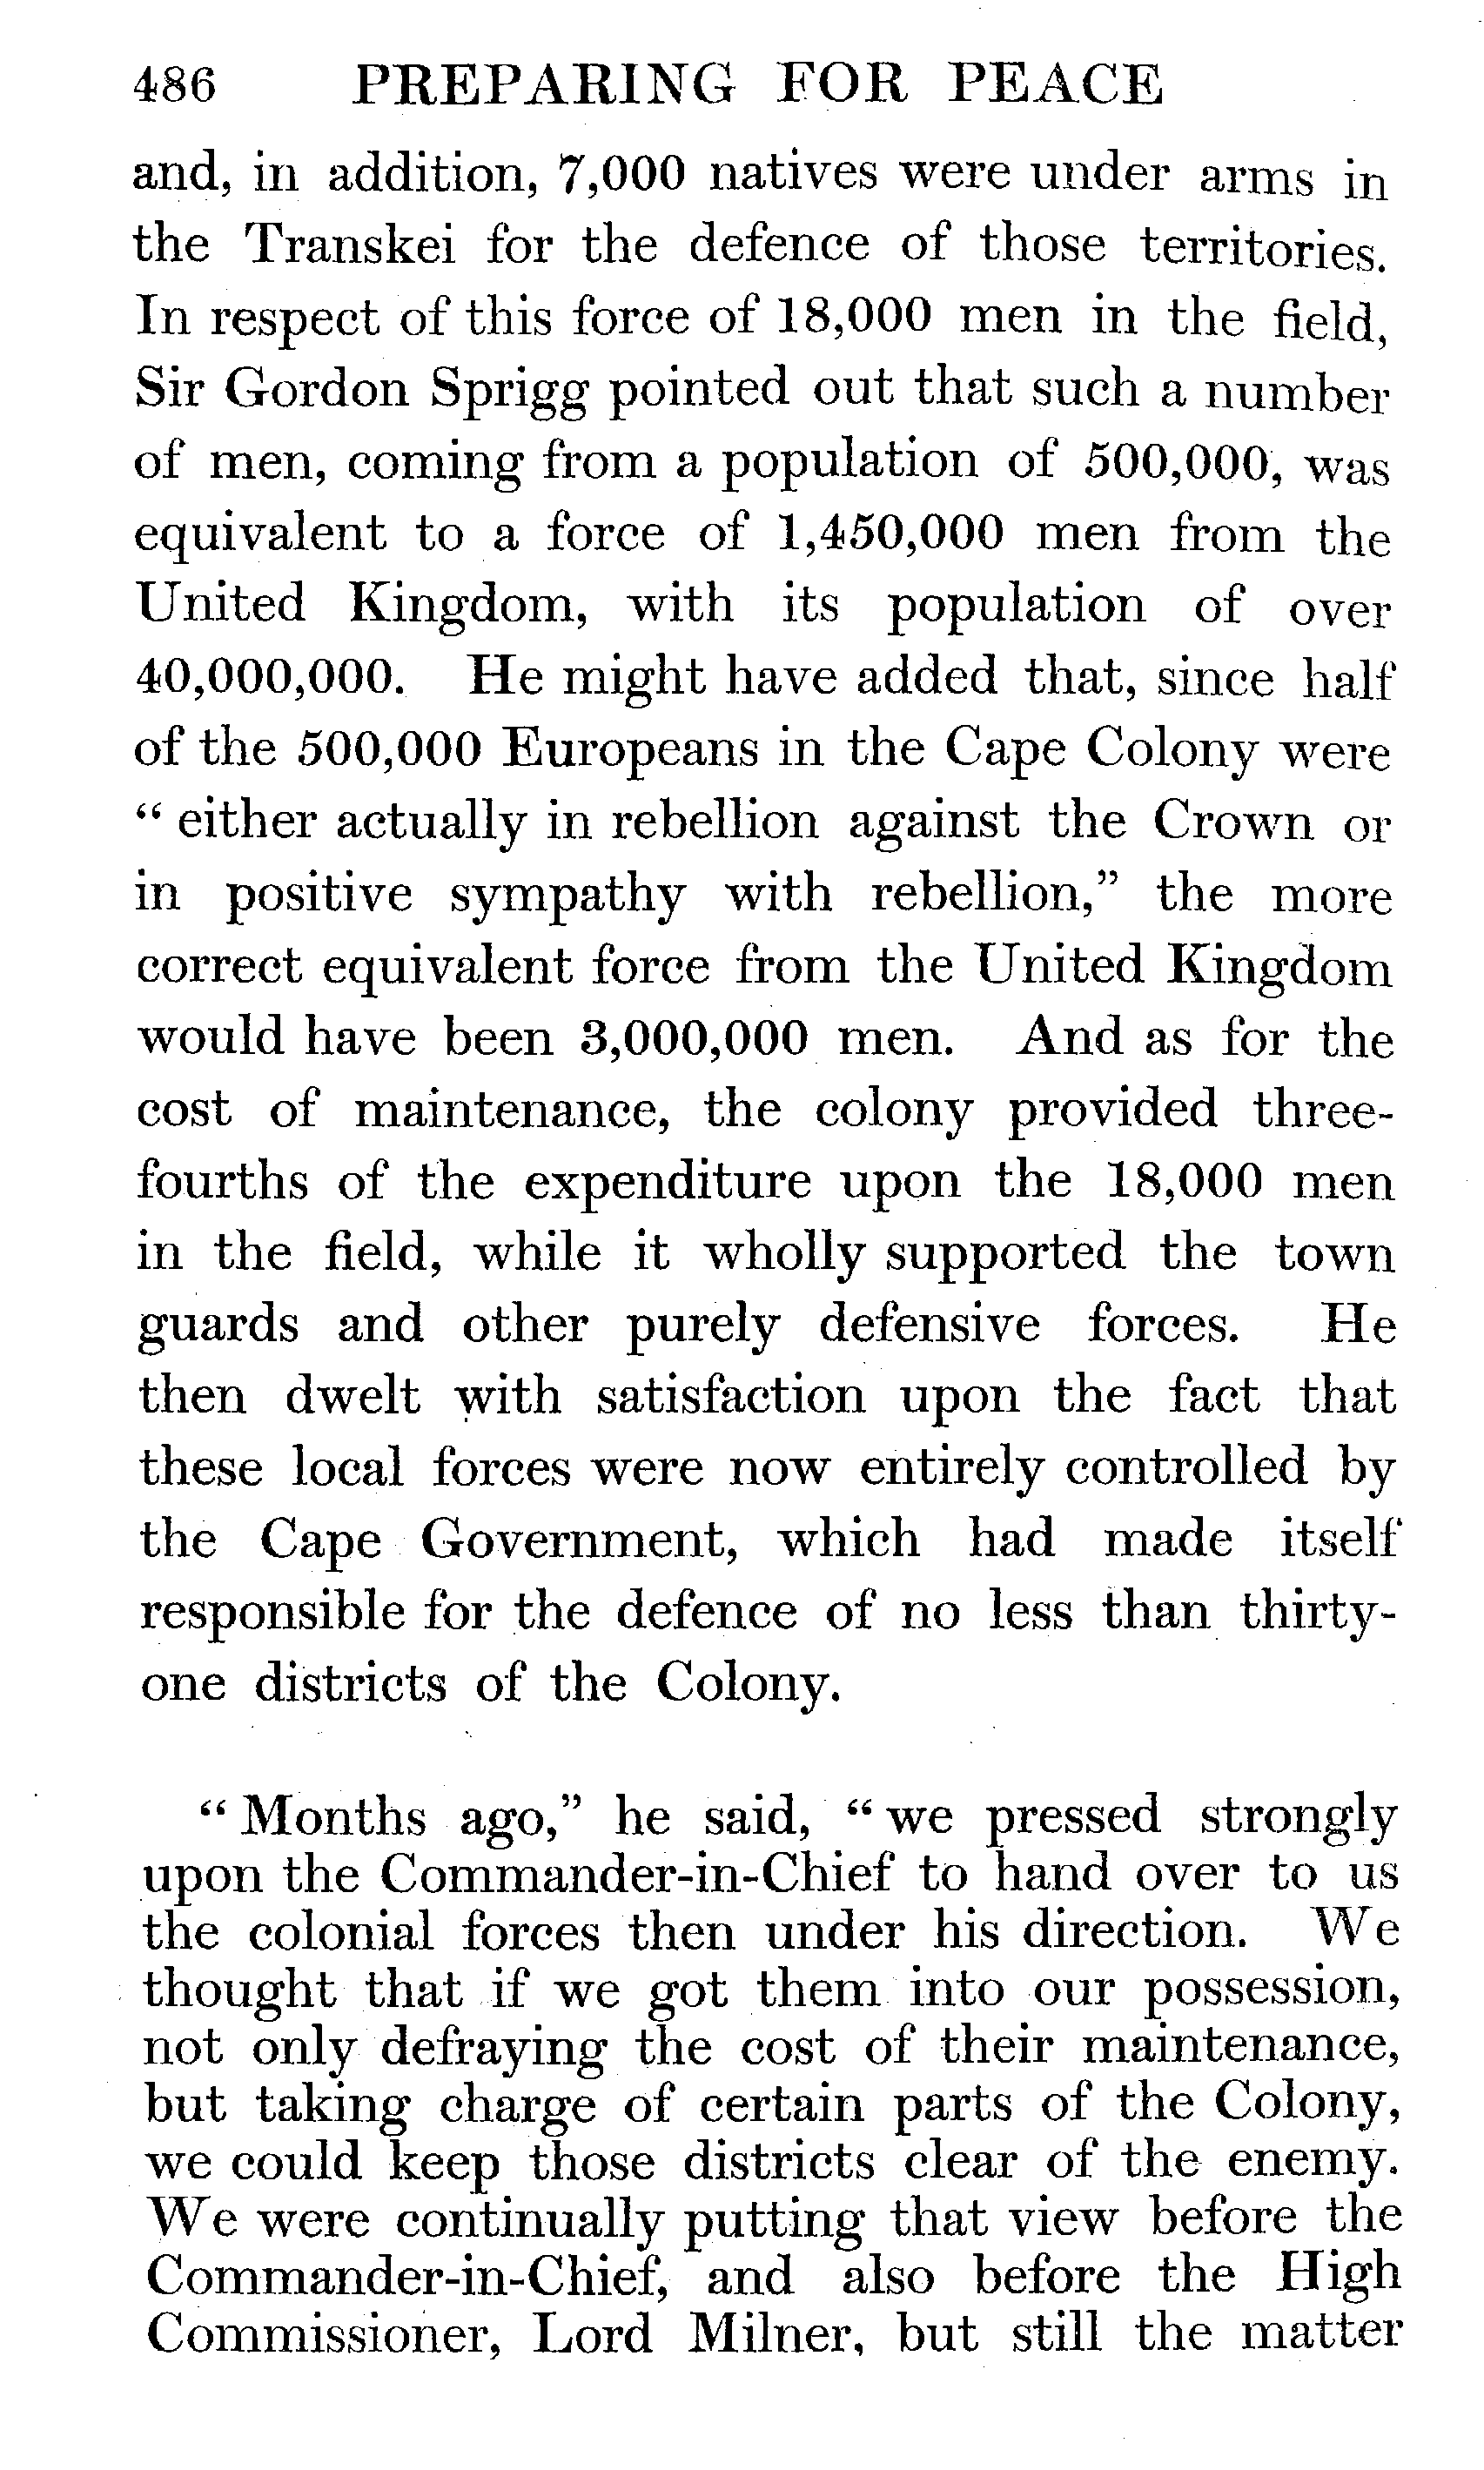 486 PREPARING FOR PEACE
and, in addition, 7,000 natives were under arms in
the Transkei for the defence of those territories.
In respect of this force of 18,000 men in the field,
Sir Gordon Sprigg pointed out that such a number
of men, coming from a population of 500,000, was
equivalent to a force of 1,450,000 men from the
United Kingdom, with its population of over
40,000,000. He might have added that, since half
of the 500,000 Europeans in the Cape Colony were
“ either actually in rebellion against the Crown or
in positive sympathy with rebellion,” the more
correct equivalent force from the United Kingdom
would have been 3,000,000 men. And as for the
cost of maintenance, the colony provided three-
fourths of the expenditure upon the 18,000 men
in the field, while it wholly supported the town
guards and other purely defensive forces. He
then dwelt with satisfaction upon the fact that
these local forces were now entirely controlled by
the Cape Government, which had made itself
responsible for the defence of no less than thirty-
one districts of the Colony.
“ Months ago,” he said, “ we pressed strongly
upon the Commander-in-Chief to hand over to us
the colonial forces then under his direction. We
thought that if we got them into our possession,
not only defraying the cost of their maintenance,
but taking charge of certain parts of the Colony,
we could keep those districts clear of the enemy.
We were continually putting that view before the
Commander-in-Chief, and also before the High
Commissioner, Lord Milner, but still the matter